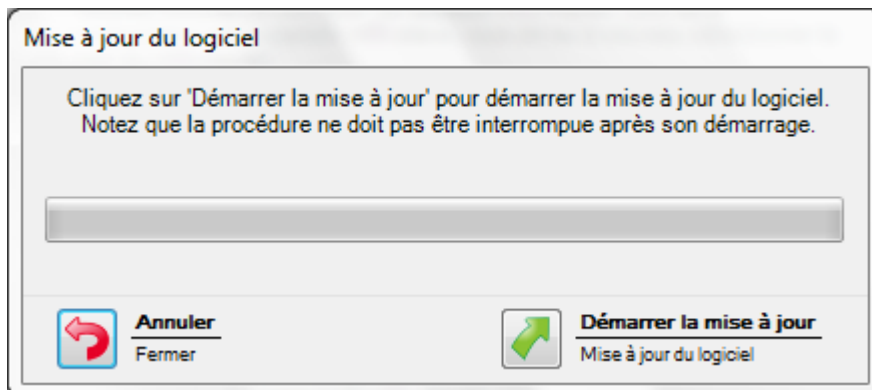 Mise à jour du logiciel
Cliquez sur 'Démarrer la mise à jour' pour démarrer la mise à jour du logiciel.
Notez que la procédure ne doit pas être interrompue après son démarrage.
Annuler
Fermer
Démarrer la mise à jour
Mise à jour du logiciel